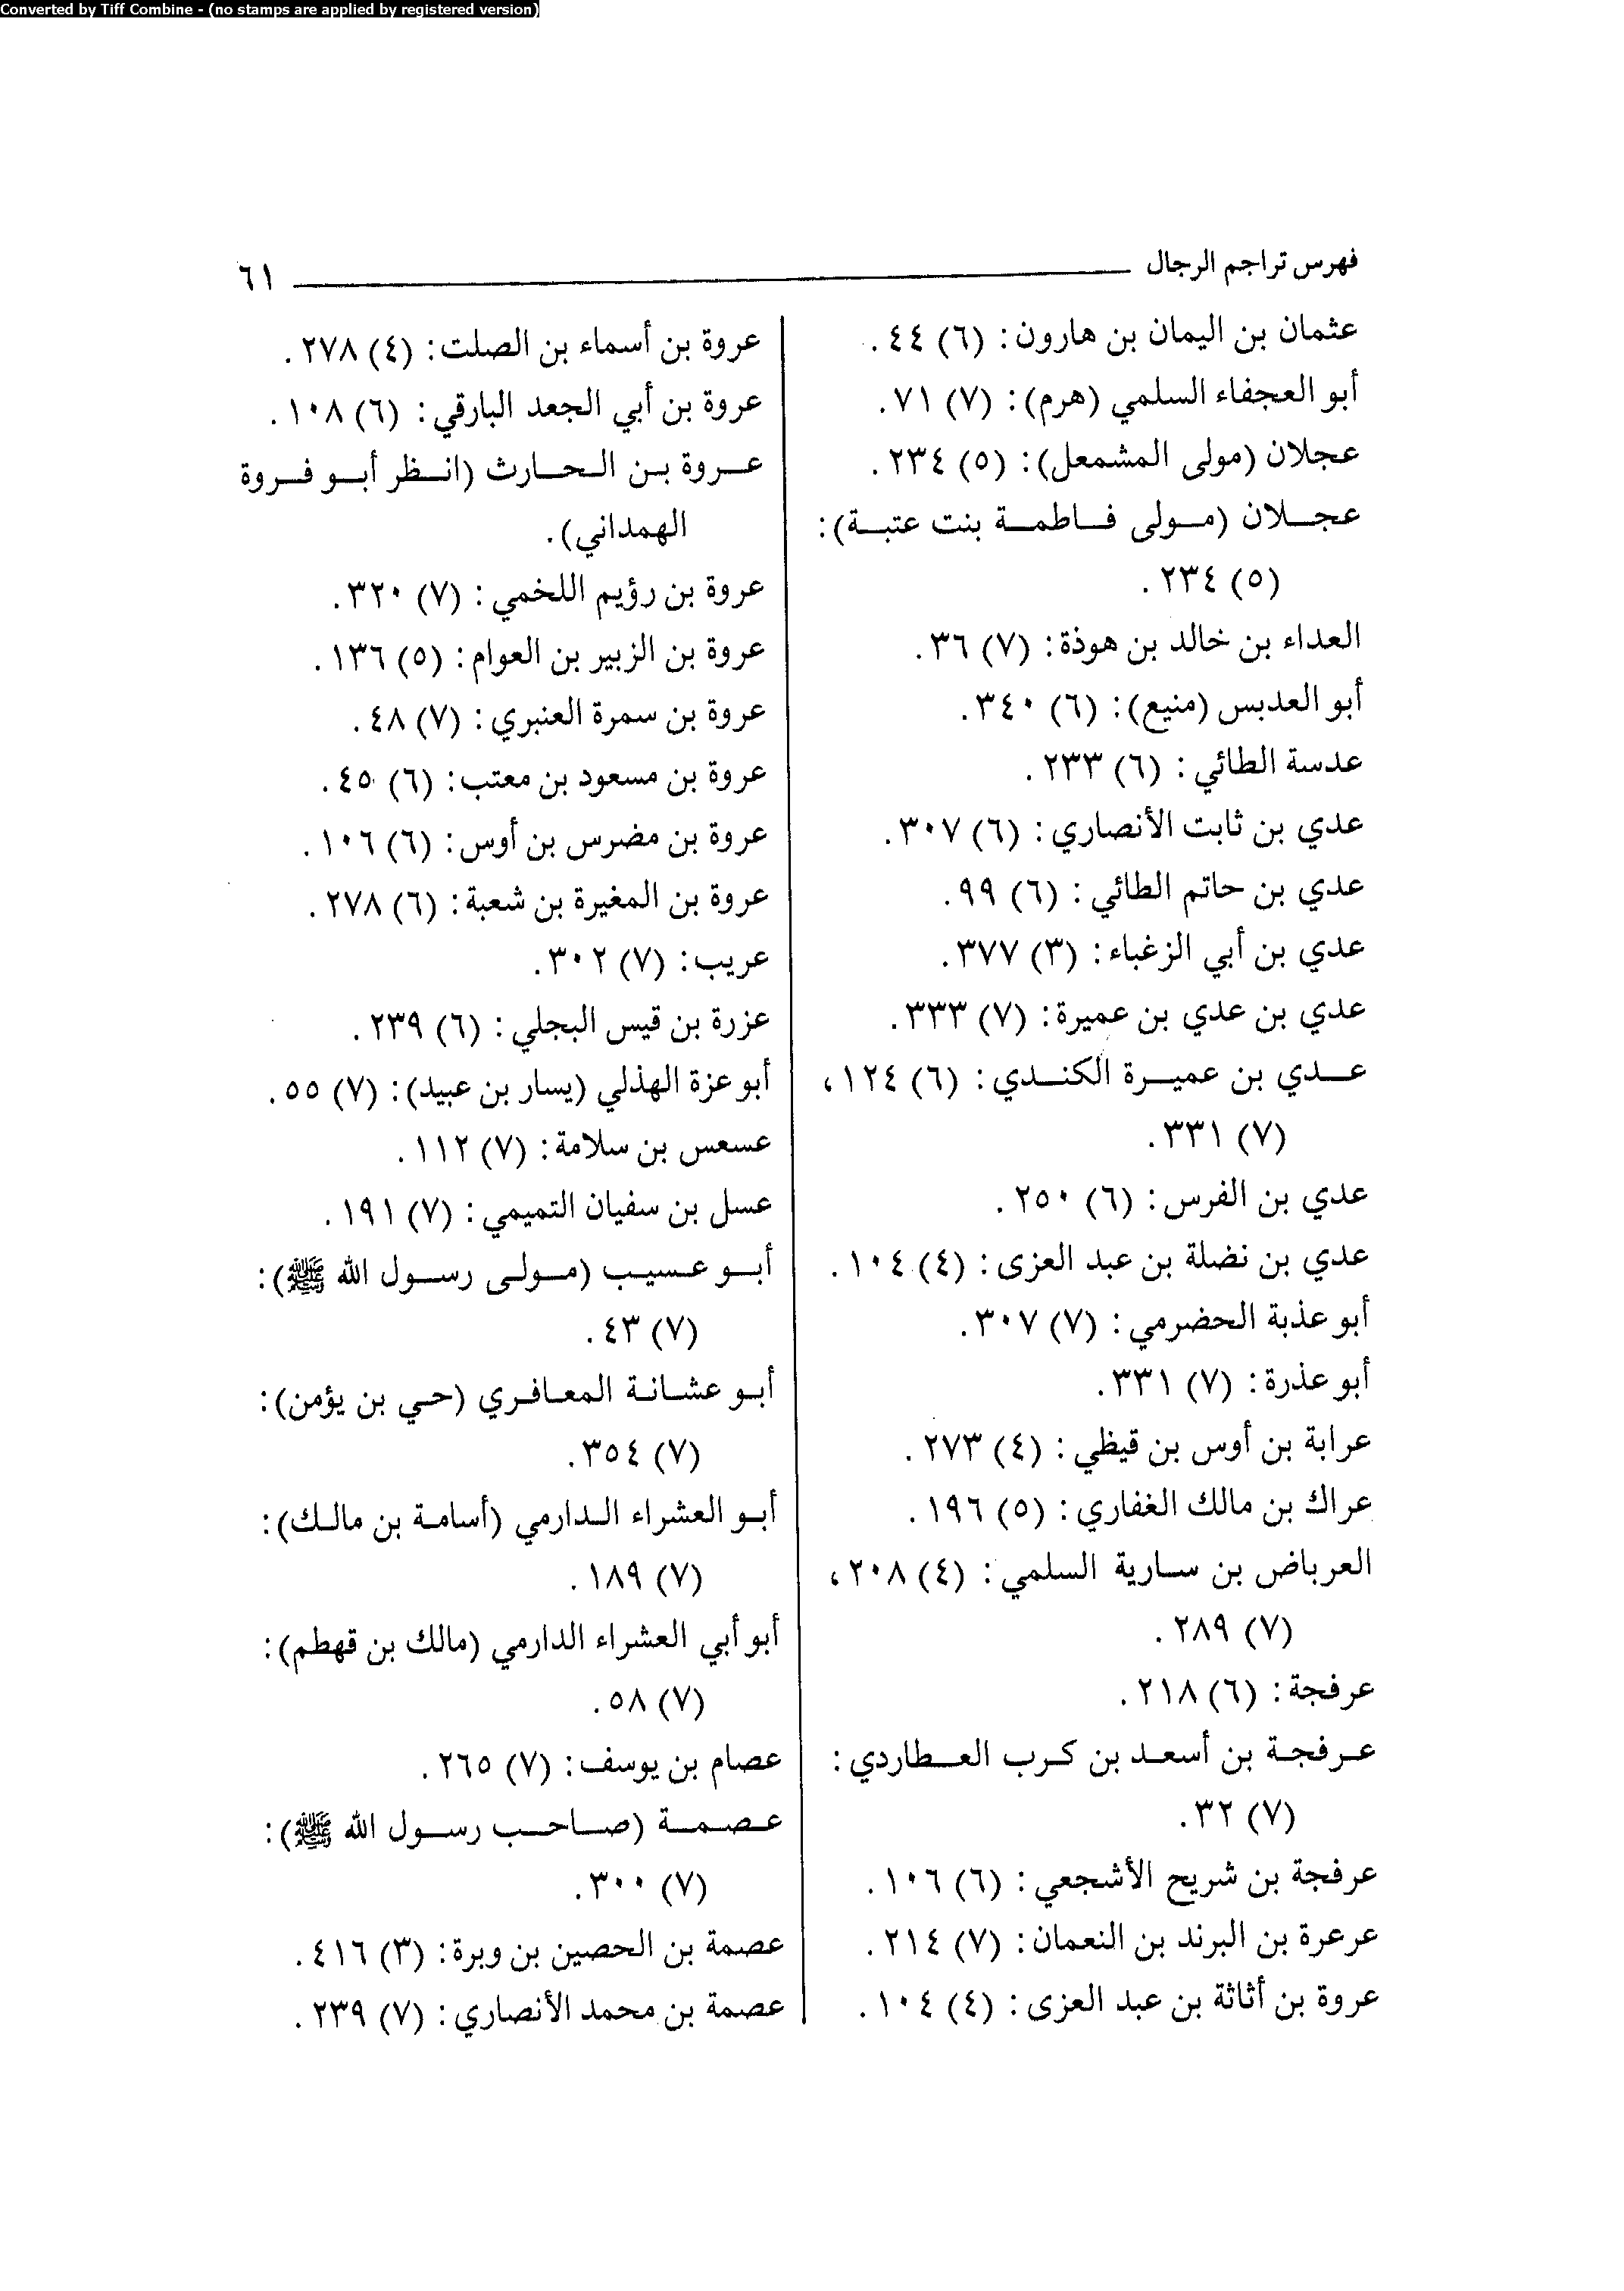 Converted by Tiff Combine - (no stamps are applied by registered version)
فهرس تراجم الرجال ٦١
عثمان بن اليمان بن هارون: (٦) ٤٤.
أبو العجفاء السلمي (هرم): (٧) ٧١.
عجلان (مولى المشمعل): (٥) ٢٣٤.
عجلان (مولى فاطمة بنت عتبة):
(٥) ٢٣٤.
العداء بن خالد بن هوذة: (٧) ٣٦.
أبو العدبس (منيع): (٦) ٣٤٠.
عدسة الطائي: (٦) ٢٣٣.
عدي بن ثابت الأنصاري: (٦) ٣٠٧.
عدي بن حاتم الطائي: (٦) ٩٩.
عدي بن أبي الزغباء: (٣) ٣٧٧.
عدي بن عدي بن عميرة: (٧) ٣٣٣.
عدي بن عميرة الكندي: (٦) ١٢٤،
(٧) ٣٣١.
عدي بن الفرس: (٦) ٢٥٠.
عدي بن نضلة بن عبد العزى: (٤) ١٠٤.
أبو عذبة الحضرمي: (٧) ٣٠٧.
أبو عذرة: (٧) ٣٣١.
عرابة بن أوس بن قيظي: (٤) ٢٧٣.
عراك بن مالك الغفاري: (٥) ١٩٦.
العرباض بن سارية السلمي: (٤) ٢٠٨،
(٧) ٢٨٩.
عرفجة: (٦) ٢١٨.
عرفجة بن أسعد بن كرب العطاردي:
(٧) ٣٢.
عرفجة بن شريح الأشجعي: (٦) ١٠٦.
عرعرة بن البرند بن النعمان: (٧) ٢١٤.
عروة بن أثاثة بن عبد العزى: (٤) ١٠٤.
عروة بن أسماء بن الصلت: (٤) ٢٧٨.
عروة بن أبي الجعد البارقي: (٦) ١٠٨.
عروة بن الحارث (انظر أبو فروة
الهمداني).
عروة بن رؤيم اللخمي: (٧) ٣٢٠.
عروة بن الزبير بن العوام: (٥) ١٣٦.
عروة بن سمرة العنبري: (٧) ٤٨.
عروة بن مسعود بن معتب: (٦) ٤٥.
عروة بن مضرس بن أوس: (٦) ١٠٦.
عروة بن المغيرة بن شعبة: (٦) ٢٧٨.
عريب: (٧) ٣٠٢.
عزرة بن قيس البجلي: (٦) ٢٣٩.
أبو عزة الهذلي (يسار بن عبيد): (٧) ٥٥.
عسعس بن سلامة: (٧) ١١٢.
عسل بن سفيان التميمي: (٧) ١٩١.
أبو عسيب (مولى رسول الله ﷺ):
(٧) ٤٣.
أبو عشانة المعافري (حي بن يؤمن):
(٧) ٣٥٤.
أبو العشراء الدارمي (أسامة بن مالك):
(٧) ١٨٩.
أبو أبي العشراء الدارمي (مالك بن قهطم):
(٧) ٥٨.
عصام بن يوسف: (٧) ٢٦٥.
عصمة (صاحب رسول الله ﷺ):
(٧) ٣٠٠.
عصمة بن الحصين بن وبرة: (٣) ٤١٦.
عصمة بن محمد الأنصاري: (٧) ٢٣٩.